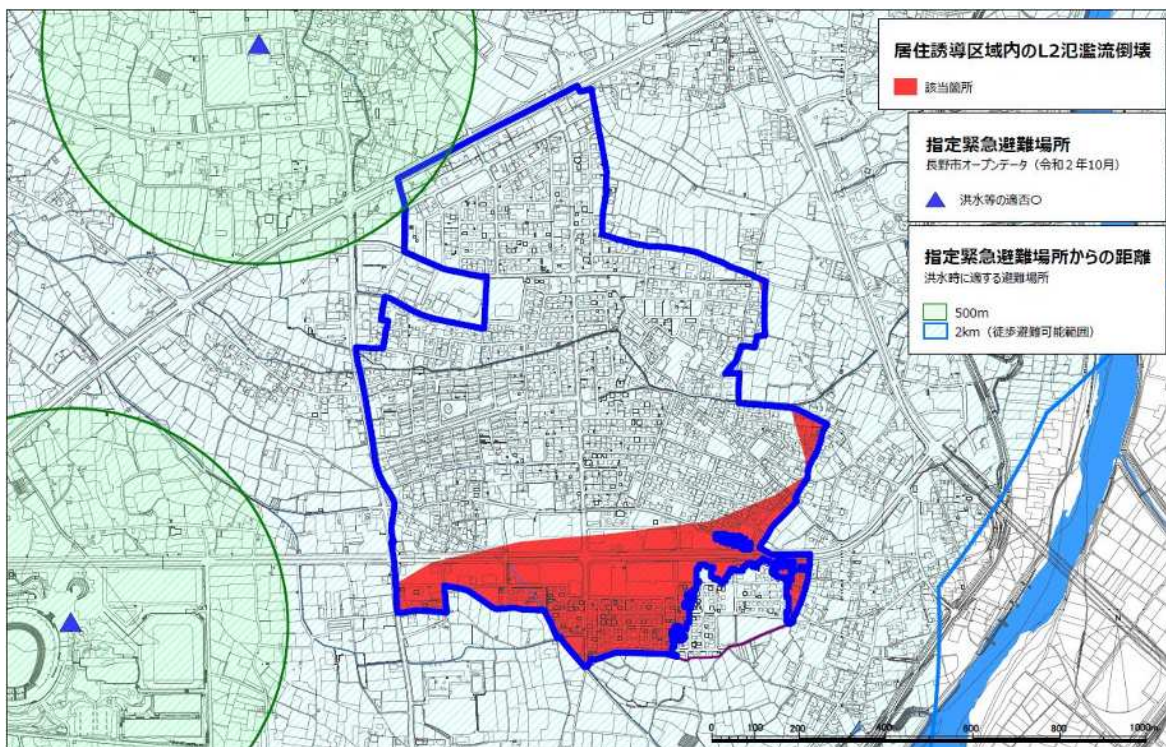 居住誘導区域内のL2氾濫流倒壊
該当箇所
指定緊急避難場所
長野市オープンデータ（令和２年10月）
洪水等の適否〇
指定緊急避難場所からの距離
洪水時に適する避難場所
500m
2km（徒歩避難可能範囲）
0 100 200 400 600 800 1000m